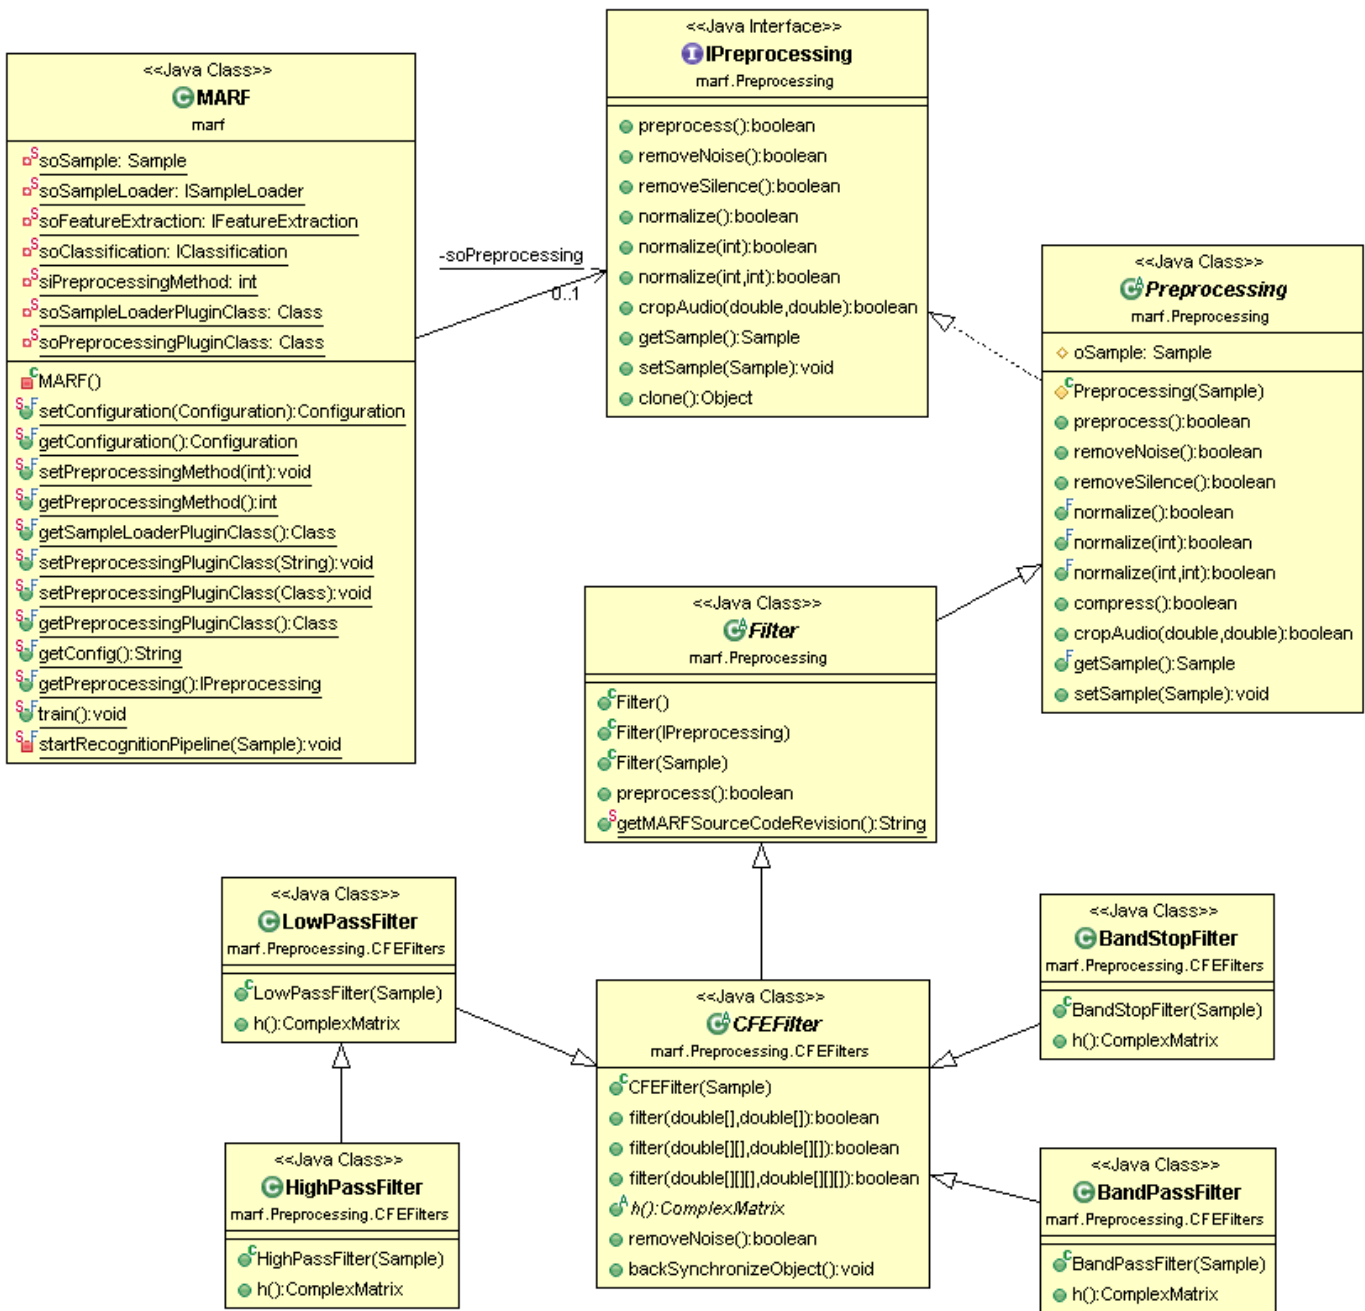 <<Java Class>>
MARF
marf
soSample: Sample
soSampleLoader: ISampleLoader
soFeatureExtraction: IFeatureExtraction
soClassification: IClassification
siPreprocessingMethod: int
soSampleLoaderPluginClass: Class
soPreprocessingPluginClass: Class
MARF()
setConfiguration(Configuration):Configuration
getConfiguration():Configuration
setPreprocessingMethod(int):void
getPreprocessingMethod():int
getSampleLoaderPluginClass():Class
setPreprocessingPluginClass(String):void
setPreprocessingPluginClass(Class):void
getPreprocessingPluginClass():Class
getConfig():String
getPreprocessing():IPreprocessing
train():void
startRecognitionPipeline(Sample):void
-soPreprocessing
0..1
<<Java Interface>>
IPreprocessing
marf.Preprocessing
preprocess():boolean
removeNoise():boolean
removeSilence():boolean
normalize():boolean
normalize(int):boolean
normalize(int,int):boolean
cropAudio(double,double):boolean
getSample():Sample
setSample(Sample):void
clone():Object
<<Java Class>>
Preprocessing
marf.Preprocessing
oSample: Sample
Preprocessing(Sample)
preprocess():boolean
removeNoise():boolean
removeSilence():boolean
normalize():boolean
normalize(int):boolean
normalize(int,int):boolean
compress():boolean
cropAudio(double,double):boolean
getSample():Sample
setSample(Sample):void
<<Java Class>>
Filter
marf.Preprocessing
Filter()
Filter(IPreprocessing)
Filter(Sample)
preprocess():boolean
getMARFSourceCodeRevision():String
<<Java Class>>
LowPassFilter
marf.Preprocessing.CFEFilters
LowPassFilter(Sample)
h():ComplexMatrix
<<Java Class>>
HighPassFilter
marf.Preprocessing.CFEFilters
HighPassFilter(Sample)
h():ComplexMatrix
<<Java Class>>
CFEFilter
marf.Preprocessing.CFEFilters
CFEFilter(Sample)
filter(double[],double[]):boolean
filter(double[][],double[][]):boolean
filter(double[][][],double[][][]):boolean
h():ComplexMatrix
removeNoise():boolean
backSynchronizeObject():void
<<Java Class>>
BandStopFilter
marf.Preprocessing.CFEFilters
BandStopFilter(Sample)
h():ComplexMatrix
<<Java Class>>
BandPassFilter
marf.Preprocessing.CFEFilters
BandPassFilter(Sample)
h():ComplexMatrix